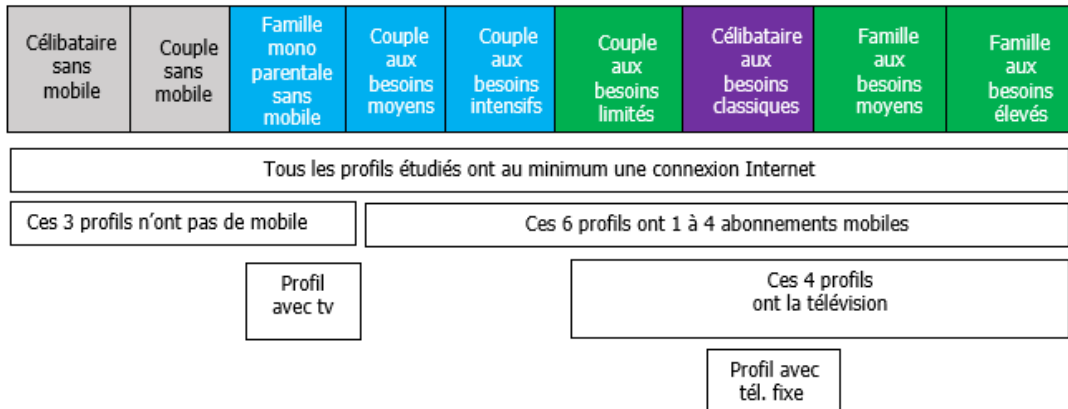 Célibataire
sans
mobile
Couple
sans
mobile
Famille
mono
parentale
sans
mobile
Couple
aux
besoins
moyens
Couple
aux
besoins
intensifs
Couple
aux
besoins
limités
Célibataire
aux
besoins
classiques
Famille
aux
besoins
moyens
Famille
aux
besoins
élevés
Tous les profils étudiés ont au minimum une connexion Internet
Ces 3 profils n'ont pas de mobile
Ces 6 profils ont 1 à 4 abonnements mobiles
Profil
avec tv
Ces 4 profils
ont la télévision
Profil avec
tél. fixe